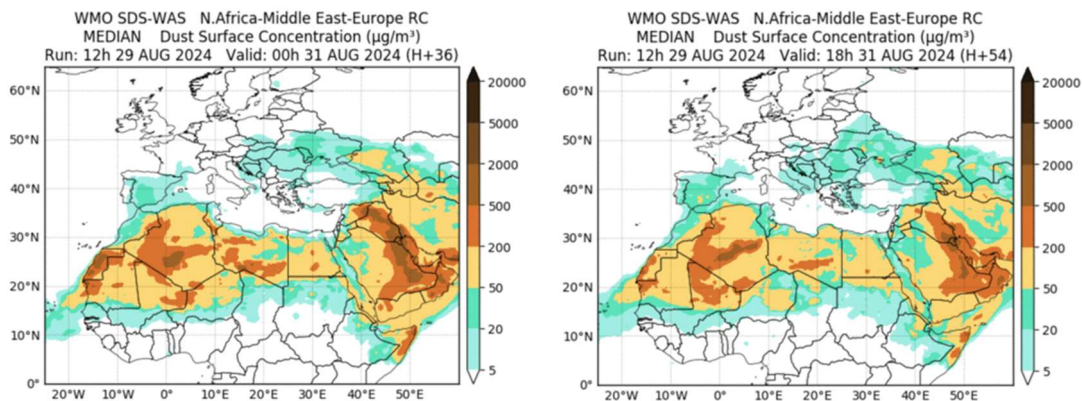 WMO SDS-WAS N.Africa-Middle East-Europe RC
MEDIAN Dust Surface Concentration (µg/m³)
Run: 12h 29 AUG 2024 Valid: 00h 31 AUG 2024 (H+36)
60°N
50°N
40°N
30°N
20°N
10°N
0°
20°W 10°W 0° 10°E 20°E 30°E 40°E 50°E
20000
5000
2000
500
200
50
20
5
WMO SDS-WAS N.Africa-Middle East-Europe RC
MEDIAN Dust Surface Concentration (µg/m³)
Run: 12h 29 AUG 2024 Valid: 18h 31 AUG 2024 (H+54)
60°N
50°N
40°N
30°N
20°N
10°N
0°
20°W 10°W 0° 10°E 20°E 30°E 40°E 50°E
20000
5000
2000
500
200
50
20
5